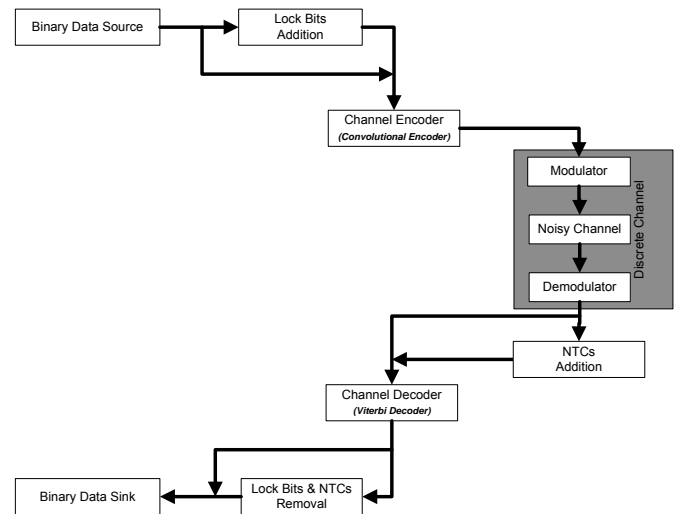 Binary Data Source
Lock Bits
Addition
Channel Encoder
(Convolutional Encoder)
Modulator
Noisy Channel
Demodulator
Discrete Channel
NTCs
Addition
Channel Decoder
(Viterbi Decoder)
Binary Data Sink
Lock Bits & NTCs
Removal